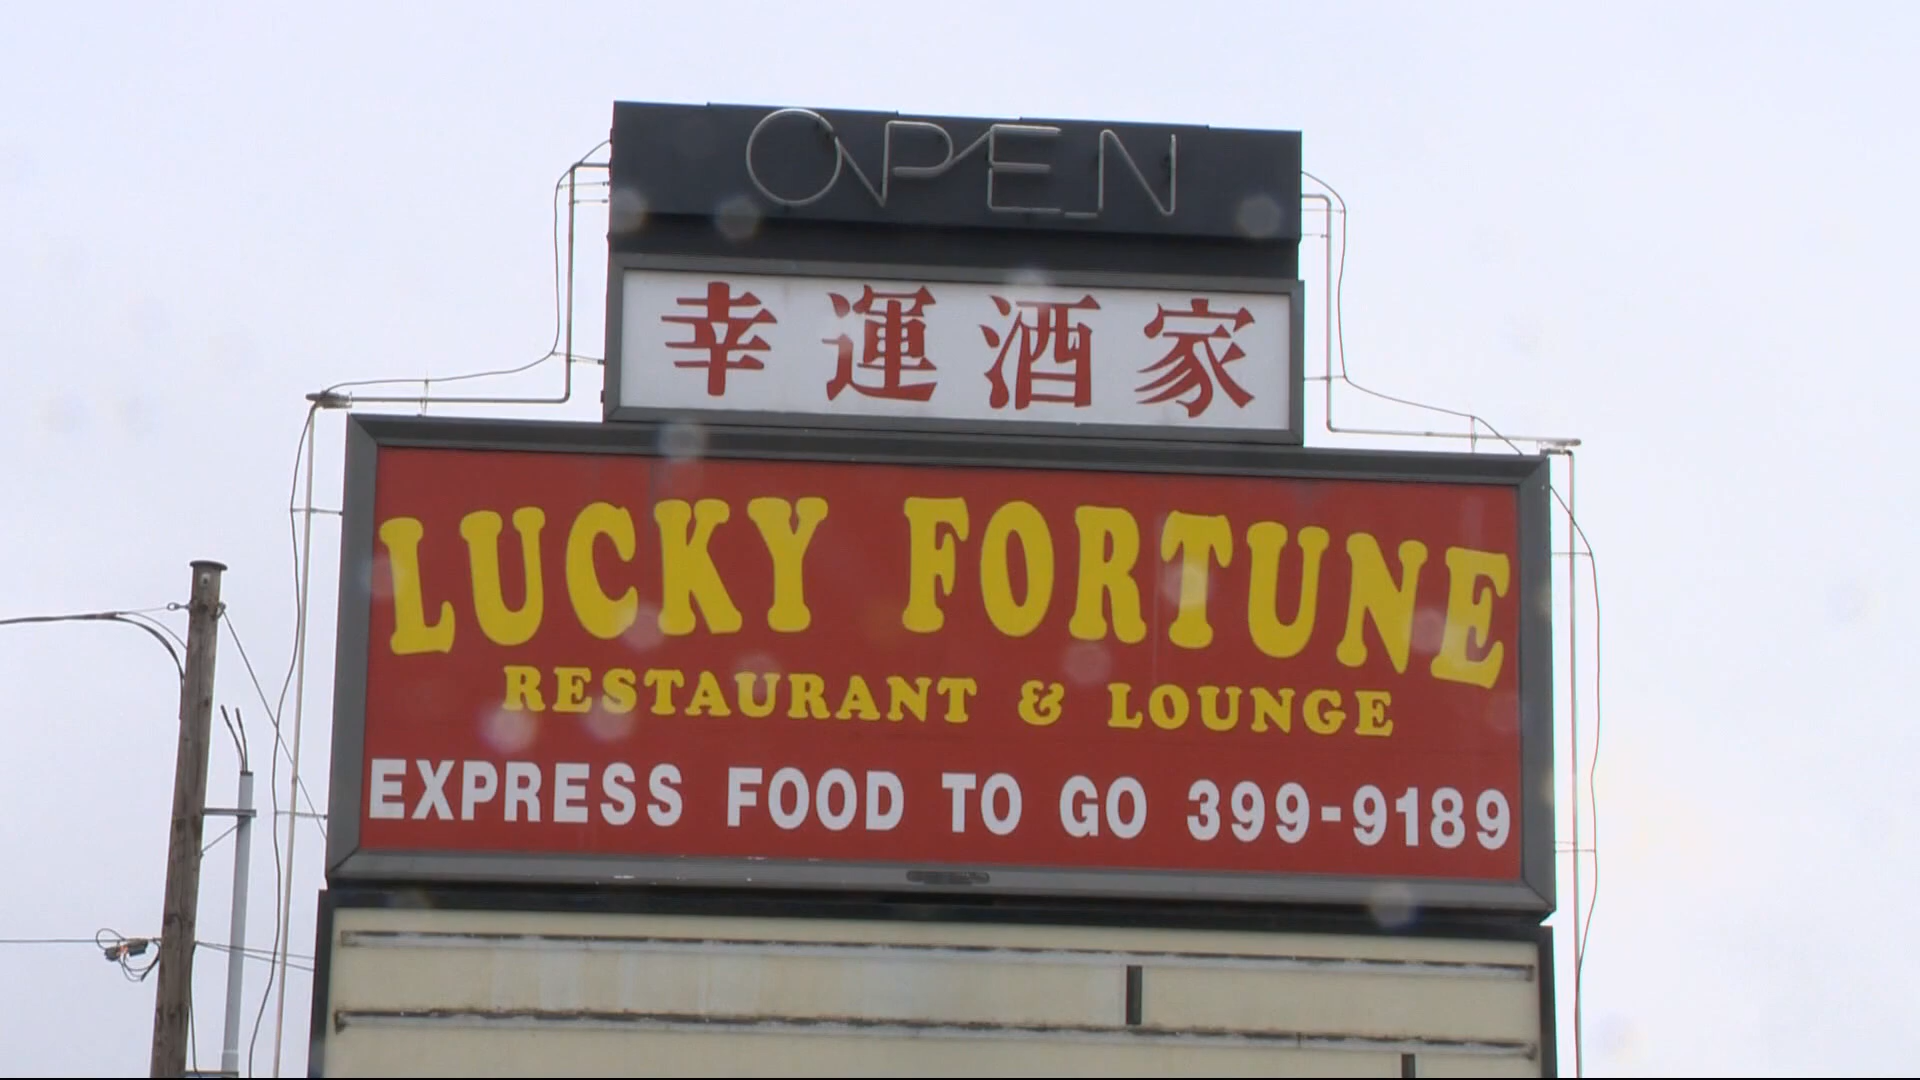 OPEN
幸運酒家
LUCKY FORTUNE
RESTAURANT & LOUNGE
EXPRESS FOOD TO GO 399-9189